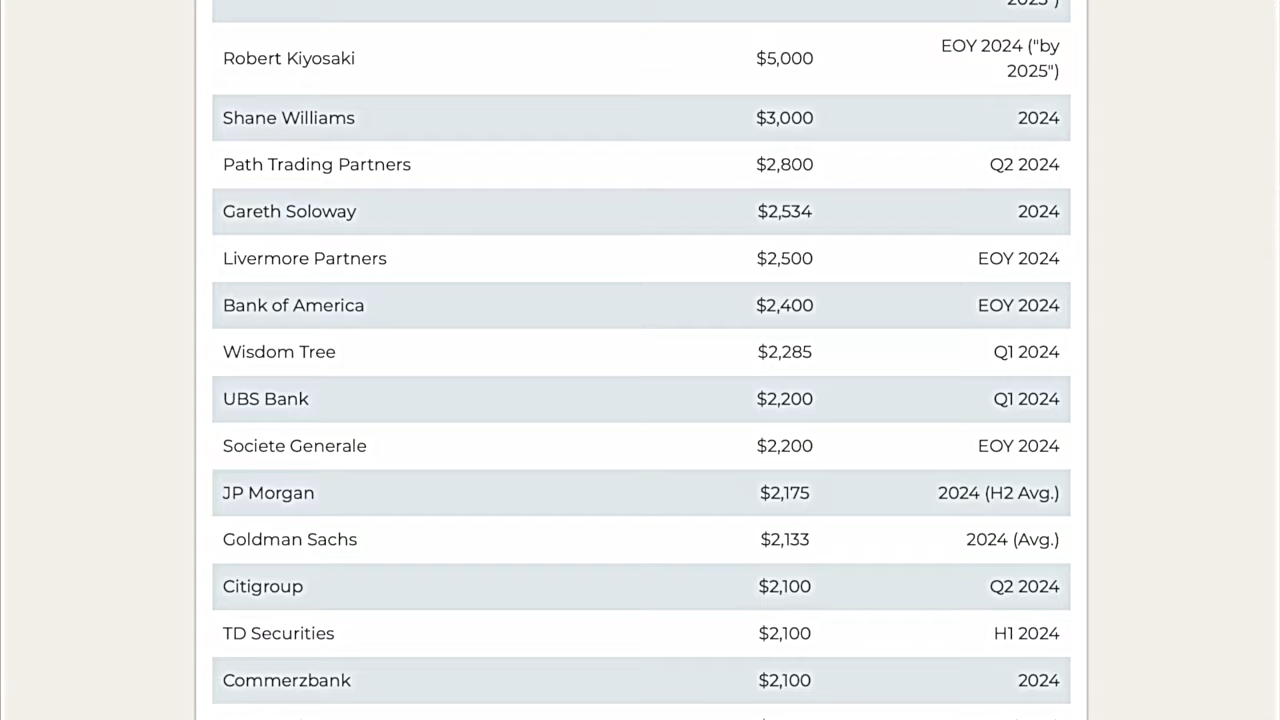 2025")
Robert Kiyosaki $5,000 EOY 2024 ("by
2025")
Shane Williams $3,000 2024
Path Trading Partners $2,800 Q2 2024
Gareth Soloway $2,534 2024
Livermore Partners $2,500 EOY 2024
Bank of America $2,400 EOY 2024
Wisdom Tree $2,285 Q1 2024
UBS Bank $2,200 Q1 2024
Societe Generale $2,200 EOY 2024
JP Morgan $2,175 2024 (H2 Avg.)
Goldman Sachs $2,133 2024 (Avg.)
Citigroup $2,100 Q2 2024
TD Securities $2,100 H1 2024
Commerzbank $2,100 2024